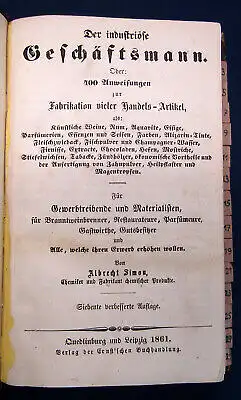 Der industriöse
Geschäftsmann.
Oder:
400 Anweisungen
zur
Fabrikation vieler Handels-Artikel,
als:
Künstliche Weine, Rum, Aquavite, Essige,
Parfümerien, Essenzen und Seifen, Farben, Alizarin-Tinte,
Fleischzwieback, Fischpulver und Champagner-Wasser,
Firnisse, Extracte, Chocoladen, Hefen, Mostriche,
Stiefelwichsen, Tabacke, Zündhölzer, ökonomische Vortheile und
der Anfertigung von Zahnpulver, Heilpflaster und
Magentropfen.
Für
Gewerbtreibende und Materialisten,
für Branntweinbrenner, Restaurateure, Parfümeure,
Gastwirthe, Gutsbesitzer
und
Alle, welche ihren Erwerb erhöhen wollen.
Von
Albrecht Simon,
Chemiker und Fabrikant chemischer Produkte.
Siebente verbesserte Auflage.
Quedlinburg und Leipzig 1861.
Verlag der Ernst'schen Buchhandlung.